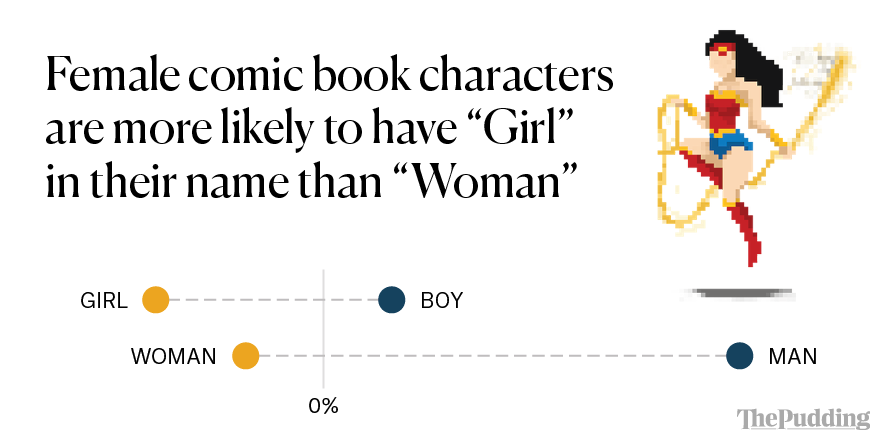 Female comic book characters
are more likely to have “Girl”
in their name than “Woman”
GIRL BOY
WOMAN MAN
0%
ThePudding